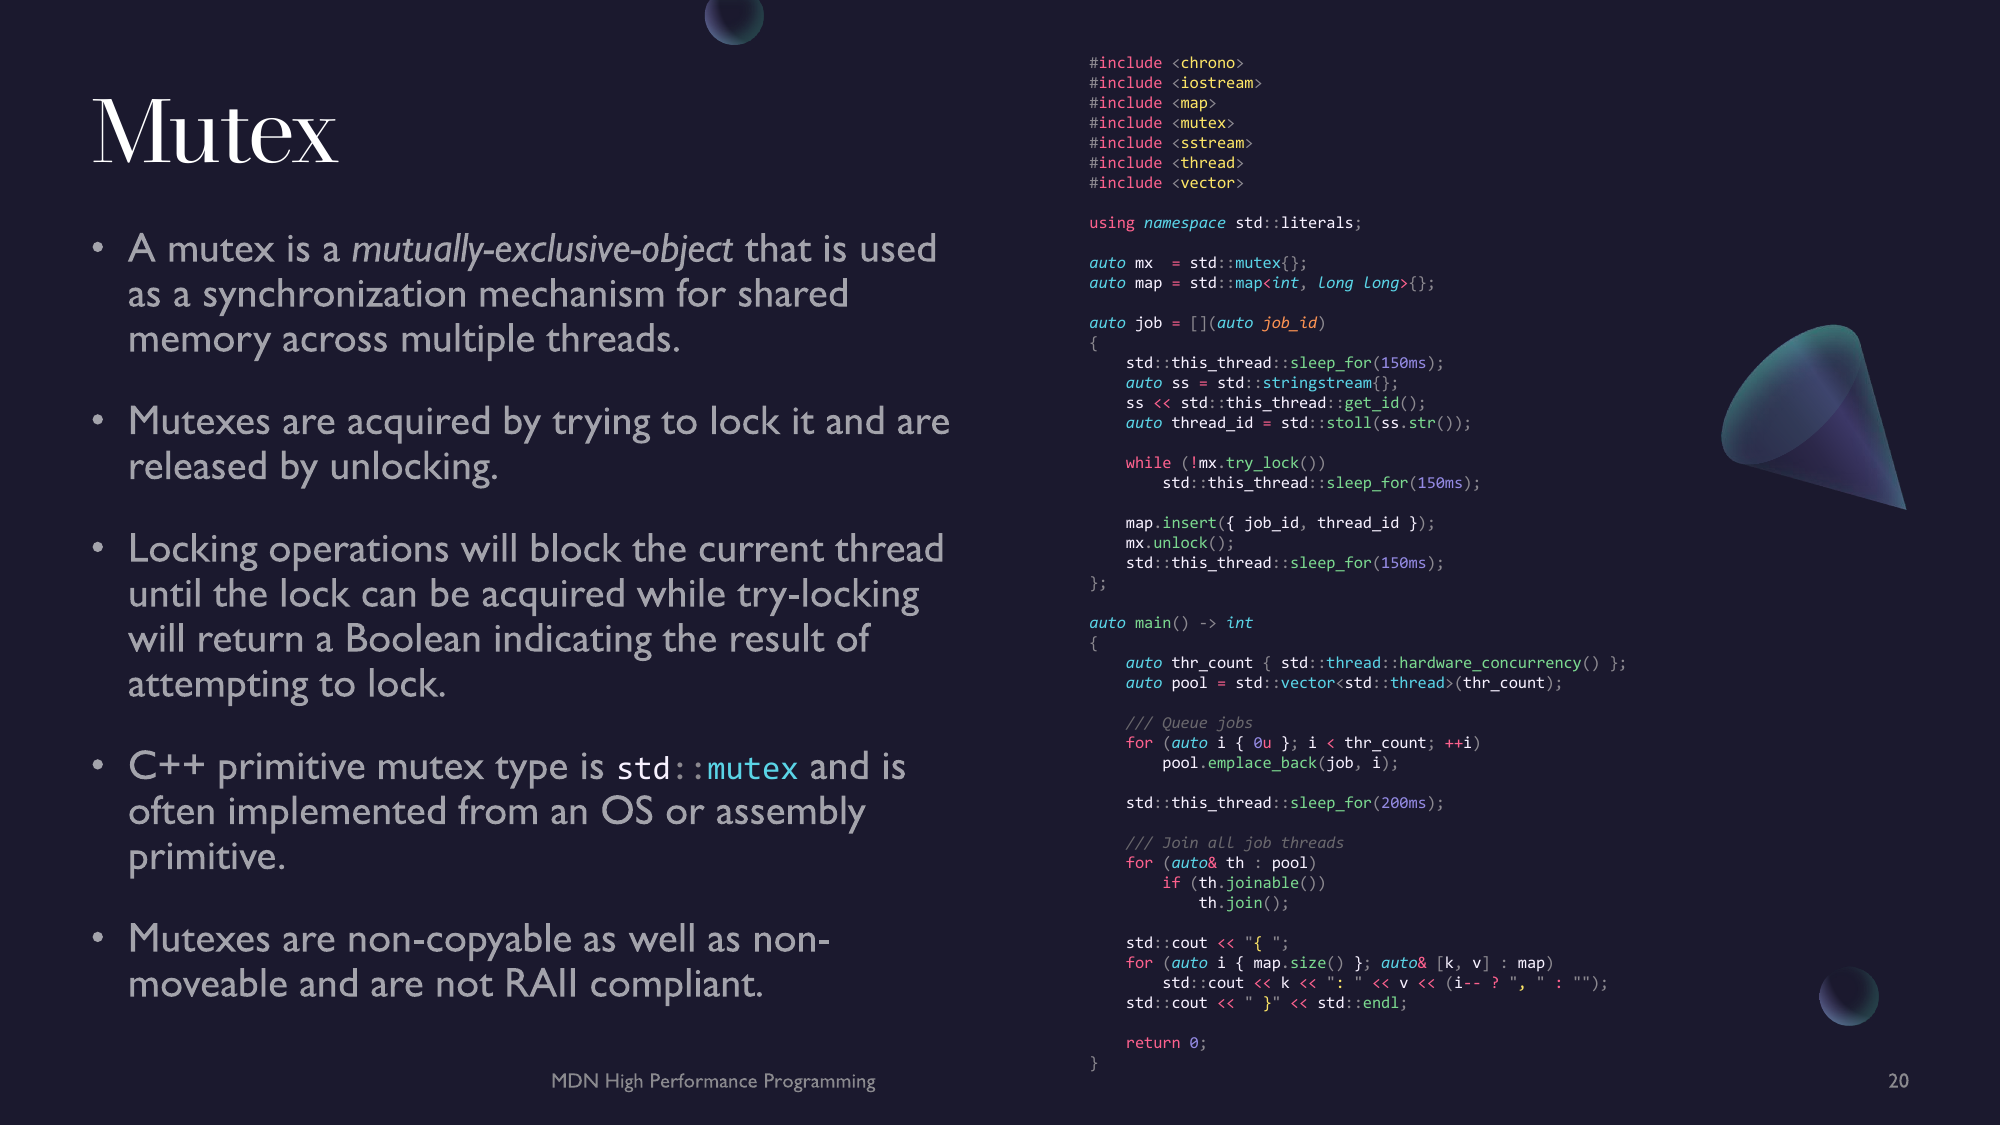 Mutex
• A mutex is a mutually-exclusive-object that is used
as a synchronization mechanism for shared
memory across multiple threads.
• Mutexes are acquired by trying to lock it and are
released by unlocking.
• Locking operations will block the current thread
until the lock can be acquired while try-locking
will return a Boolean indicating the result of
attempting to lock.
• C++ primitive mutex type is std::mutex and is
often implemented from an OS or assembly
primitive.
• Mutexes are non-copyable as well as non-
moveable and are not RAII compliant.
#include <chrono>
#include <iostream>
#include <map>
#include <mutex>
#include <sstream>
#include <thread>
#include <vector>
using namespace std::literals;
auto mx  = std::mutex{};
auto map = std::map<int, long long>{};
auto job = [](auto job_id)
{
    std::this_thread::sleep_for(150ms);
    auto ss = std::stringstream{};
    ss << std::this_thread::get_id();
    auto thread_id = std::stoll(ss.str());
    while (!mx.try_lock())
        std::this_thread::sleep_for(150ms);
    map.insert({ job_id, thread_id });
    mx.unlock();
    std::this_thread::sleep_for(150ms);
};
auto main() -> int
{
    auto thr_count { std::thread::hardware_concurrency() };
    auto pool = std::vector<std::thread>(thr_count);
    /// Queue jobs
    for (auto i { 0u }; i < thr_count; ++i)
        pool.emplace_back(job, i);
    std::this_thread::sleep_for(200ms);
    /// Join all job threads
    for (auto& th : pool)
        if (th.joinable())
            th.join();
    std::cout << "{ ";
    for (auto i { map.size() }; auto& [k, v] : map)
        std::cout << k << ": " << v << (i-- ? ", " : "");
    std::cout << " }" << std::endl;
    return 0;
}
MDN High Performance Programming
20